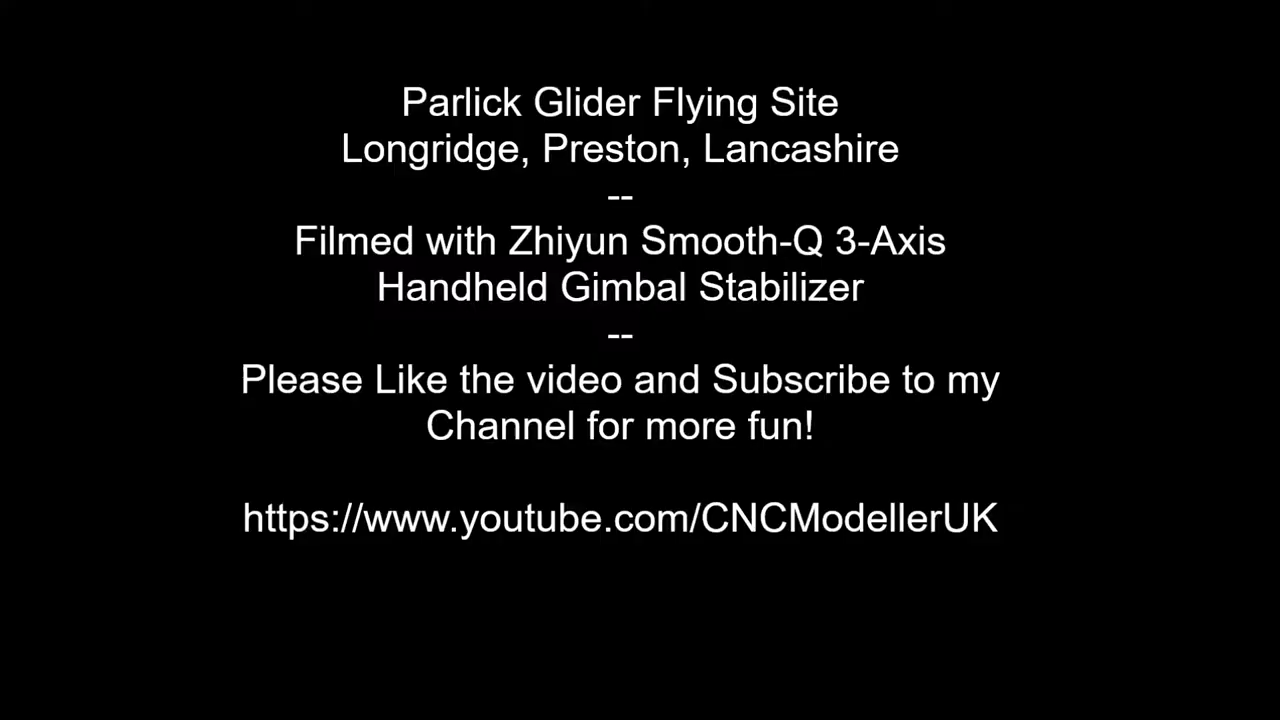 Parlick Glider Flying Site
Longridge, Preston, Lancashire
--
Filmed with Zhiyun Smooth-Q 3-Axis
Handheld Gimbal Stabilizer
--
Please Like the video and Subscribe to my
Channel for more fun!
https://www.youtube.com/CNCModellerUK